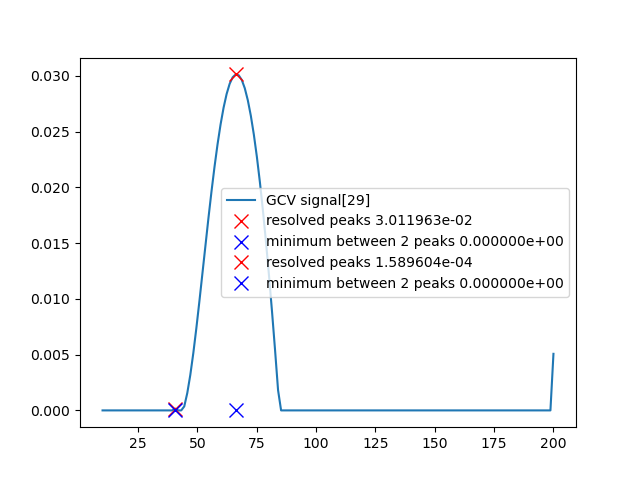 0.030
0.025
0.020
0.015
0.010
0.005
0.000
GCV signal[29]
resolved peaks 3.011963e-02
minimum between 2 peaks 0.000000e+00
resolved peaks 1.589604e-04
minimum between 2 peaks 0.000000e+00
25 50 75 100 125 150 175 200